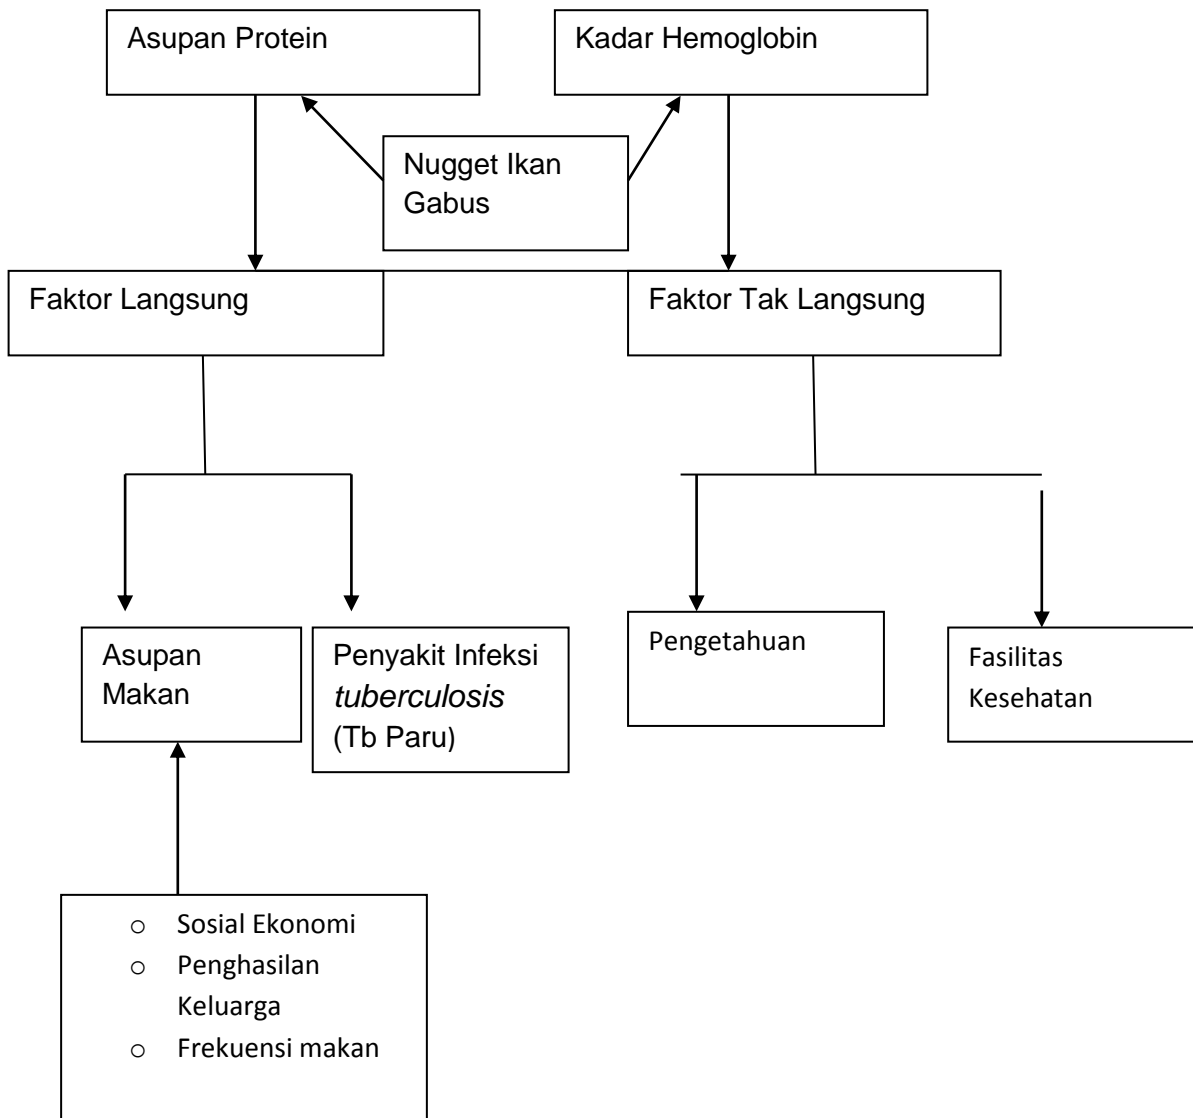 Asupan Protein
Kadar Hemoglobin
Nugget Ikan
Gabus
Faktor Langsung
Faktor Tak Langsung
Asupan
Makan
Penyakit Infeksi
tuberculosis
(Tb Paru)
Pengetahuan
Fasilitas
Kesehatan
o Sosial Ekonomi
o Penghasilan
Keluarga
o Frekuensi makan